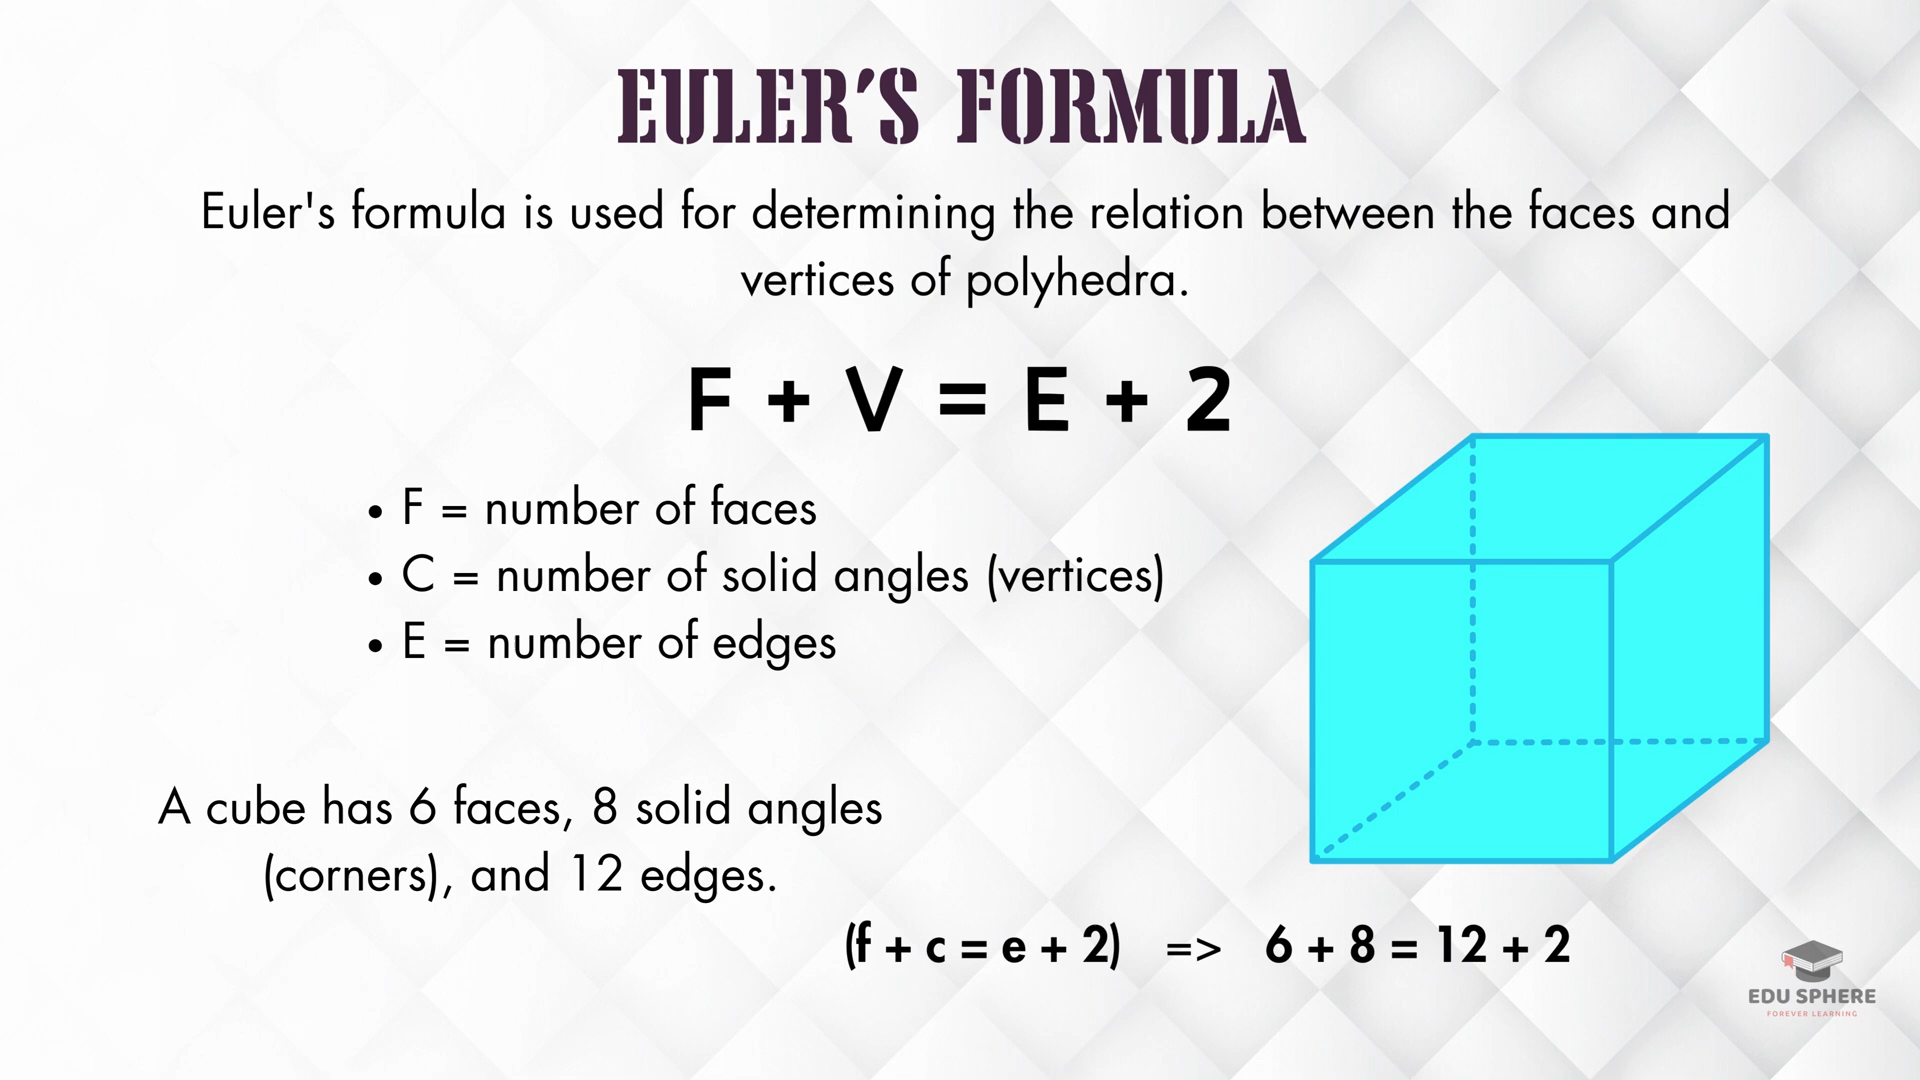 EULER'S FORMULA
Euler's formula is used for determining the relation between the faces and
vertices of polyhedra.
F + V = E + 2
• F = number of faces
• C = number of solid angles (vertices)
• E = number of edges
A cube has 6 faces, 8 solid angles
(corners), and 12 edges.
(f + c = e + 2) => 6 + 8 = 12 + 2
EDU SPHERE
FOREVER LEARNING